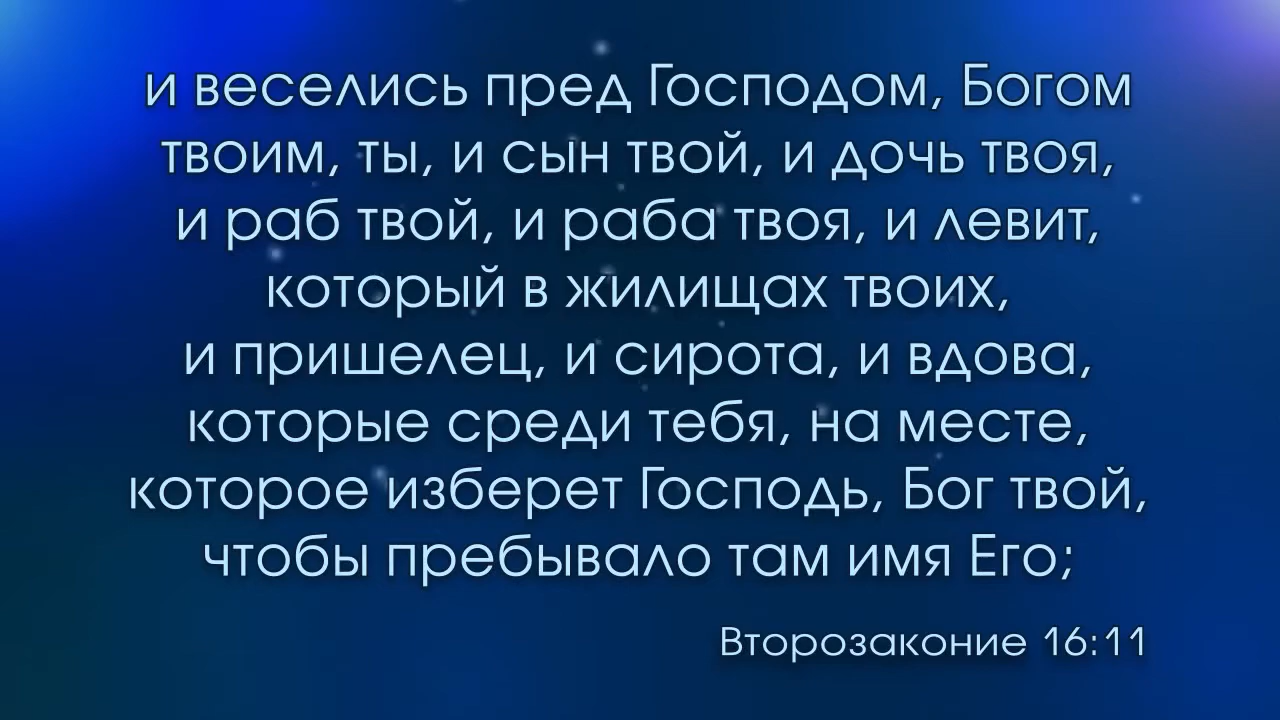 и веселись пред Господом, Богом
твоим, ты, и сын твой, и дочь твоя,
и раб твой, и раба твоя, и левит,
который в жилищах твоих,
и пришелец, и сирота, и вдова,
которые среди тебя, на месте,
которое изберет Господь, Бог твой,
чтобы пребывало там имя Его;
Второзаконие 16:11